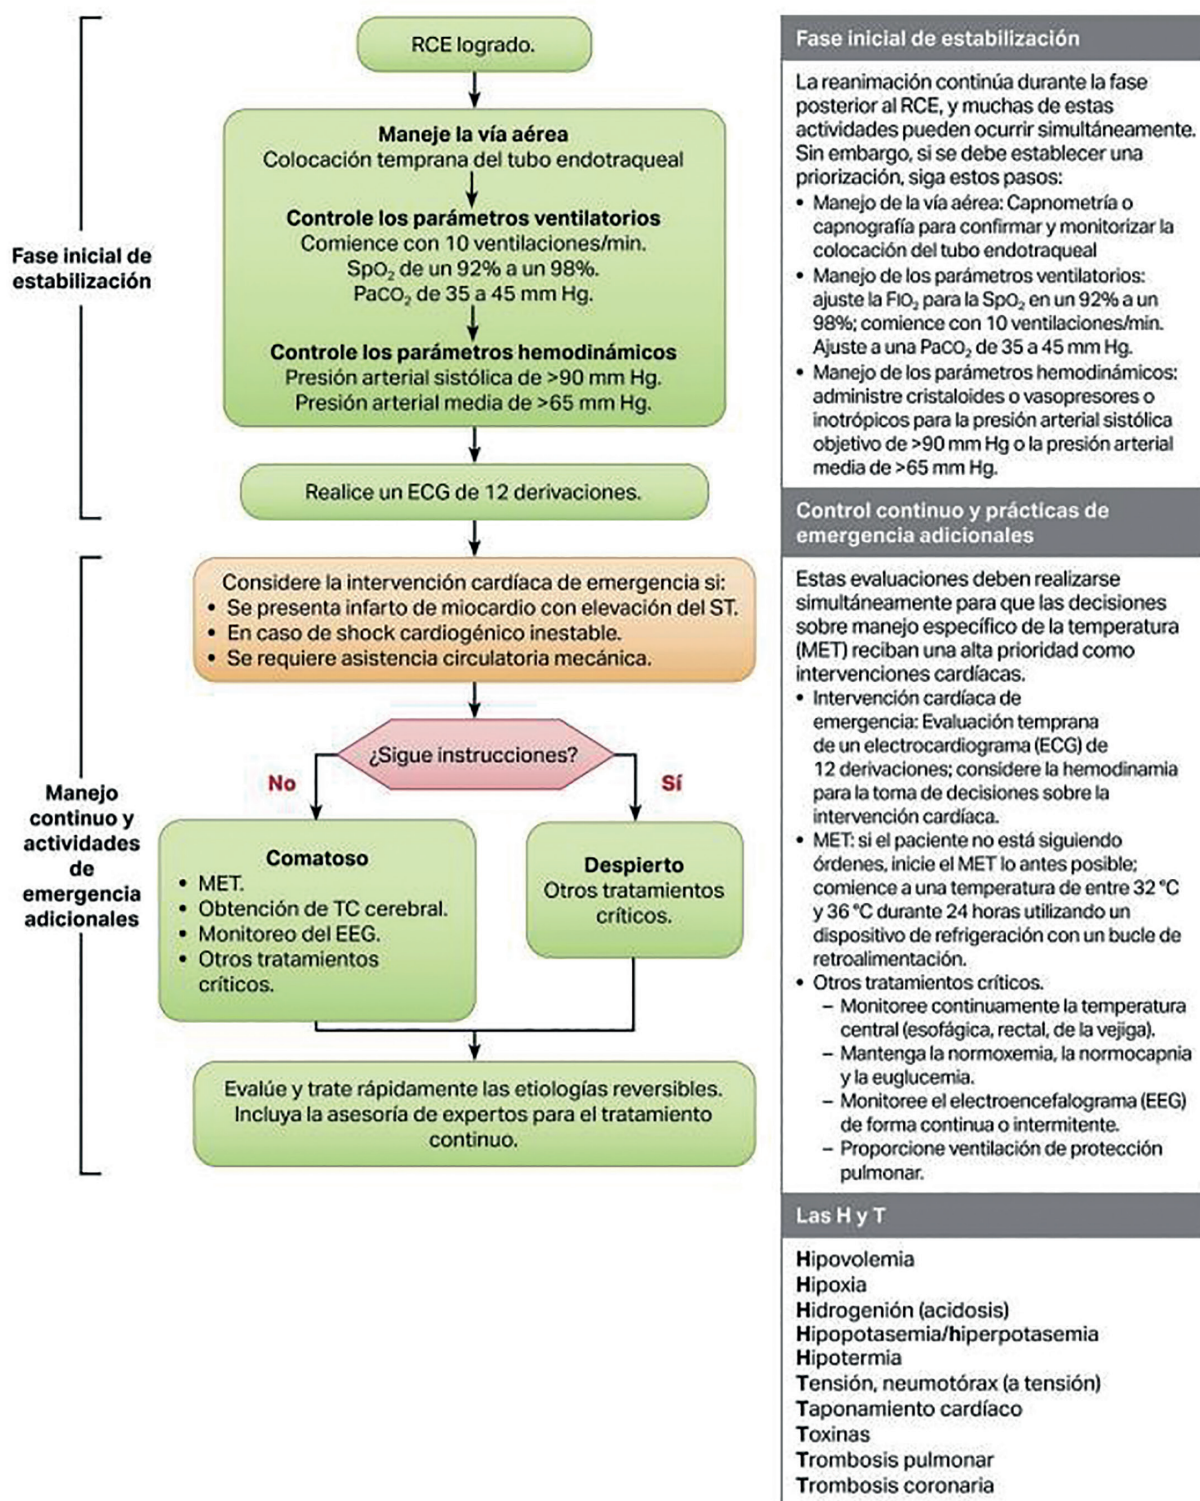 RCE logrado.
Maneje la vía aérea
Colocación temprana del tubo endotraqueal
Controle los parámetros ventilatorios
Comience con 10 ventilaciones/min.
SpO₂ de un 92% a un 98%.
PaCO₂ de 35 a 45 mm Hg.
Controle los parámetros hemodinámicos
Presión arterial sistólica de >90 mm Hg.
Presión arterial media de >65 mm Hg.
Realice un ECG de 12 derivaciones.
Fase inicial de
estabilización
Considere la intervención cardíaca de emergencia si:
• Se presenta infarto de miocardio con elevación del ST.
• En caso de shock cardiogénico inestable.
• Se requiere asistencia circulatoria mecánica.
¿Sigue instrucciones?
No
Sí
Comatoso
• MET.
• Obtención de TC cerebral.
• Monitoreo del EEG.
• Otros tratamientos
críticos.
Despierto
Otros tratamientos
críticos.
Evalúe y trate rápidamente las etiologías reversibles.
Incluya la asesoría de expertos para el tratamiento
continuo.
Manejo
continuo y
actividades
de
emergencia
adicionales
Fase inicial de estabilización
La reanimación continúa durante la fase
posterior al RCE, y muchas de estas
actividades pueden ocurrir simultáneamente.
Sin embargo, si se debe establecer una
priorización, siga estos pasos:
• Manejo de la vía aérea: Capnometría o
capnografía para confirmar y monitorizar la
colocación del tubo endotraqueal
• Manejo de los parámetros ventilatorios:
ajuste la FIO₂ para la SpO₂ en un 92% a un
98%; comience con 10 ventilaciones/min.
Ajuste a una PaCO₂ de 35 a 45 mm Hg.
• Manejo de los parámetros hemodinámicos:
administre cristaloides o vasopresores o
inotrópicos para la presión arterial sistólica
objetivo de >90 mm Hg o la presión arterial
media de >65 mm Hg.
Control continuo y prácticas de
emergencia adicionales
Estas evaluaciones deben realizarse
simultáneamente para que las decisiones
sobre manejo específico de la temperatura
(MET) reciban una alta prioridad como
intervenciones cardíacas.
• Intervención cardíaca de
emergencia: Evaluación temprana
de un electrocardiograma (ECG) de
12 derivaciones; considere la hemodinamia
para la toma de decisiones sobre la
intervención cardíaca.
• MET: si el paciente no está siguiendo
órdenes, inicie el MET lo antes posible;
comience a una temperatura de entre 32 °C
y 36 °C durante 24 horas utilizando un
dispositivo de refrigeración con un bucle de
retroalimentación.
• Otros tratamientos críticos.
– Monitoree continuamente la temperatura
central (esofágica, rectal, de la vejiga).
– Mantenga la normoxemia, la normocapnia
y la euglucemia.
– Monitoree el electroencefalograma (EEG)
de forma continua o intermitente.
– Proporcione ventilación de protección
pulmonar.
Las H y T
Hipovolemia
Hipoxia
Hidrogenión (acidosis)
Hipopotasemia/hiperpotasemia
Hipotermia
Tensión, neumotórax (a tensión)
Taponamiento cardíaco
Toxinas
Trombosis pulmonar
Trombosis coronaria